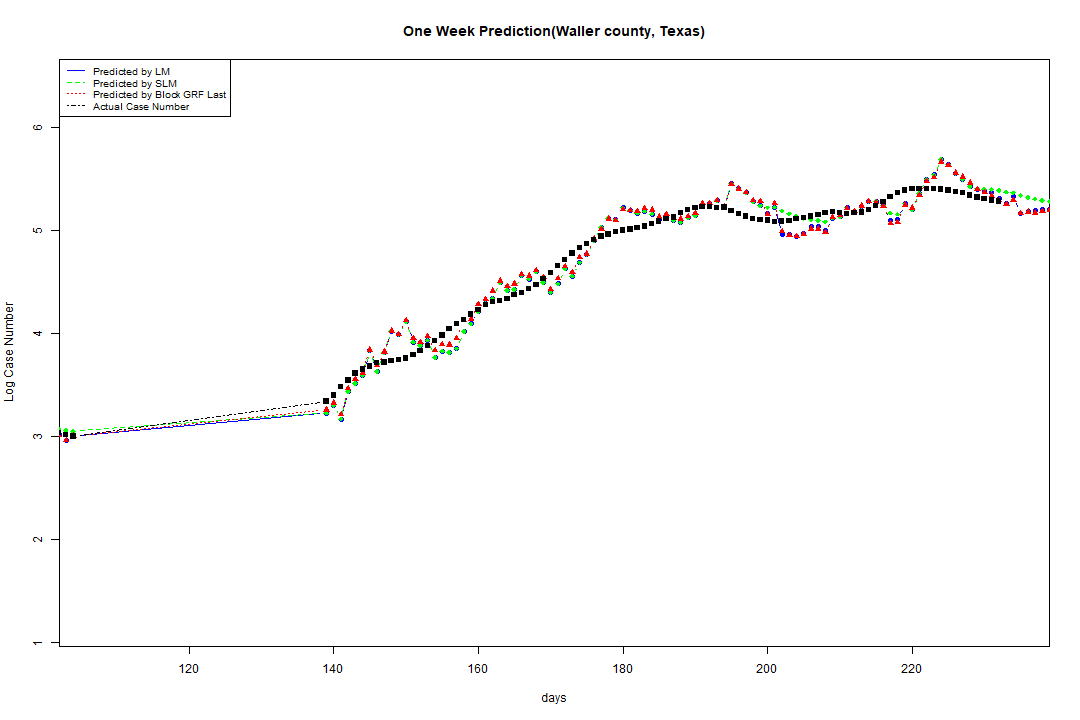 One Week Prediction(Waller county, Texas)
Predicted by LM
Predicted by SLM
Predicted by Block GRF Last
Actual Case Number
6
5
4
3
2
1
Log Case Number
120 140 160 180 200 220
days